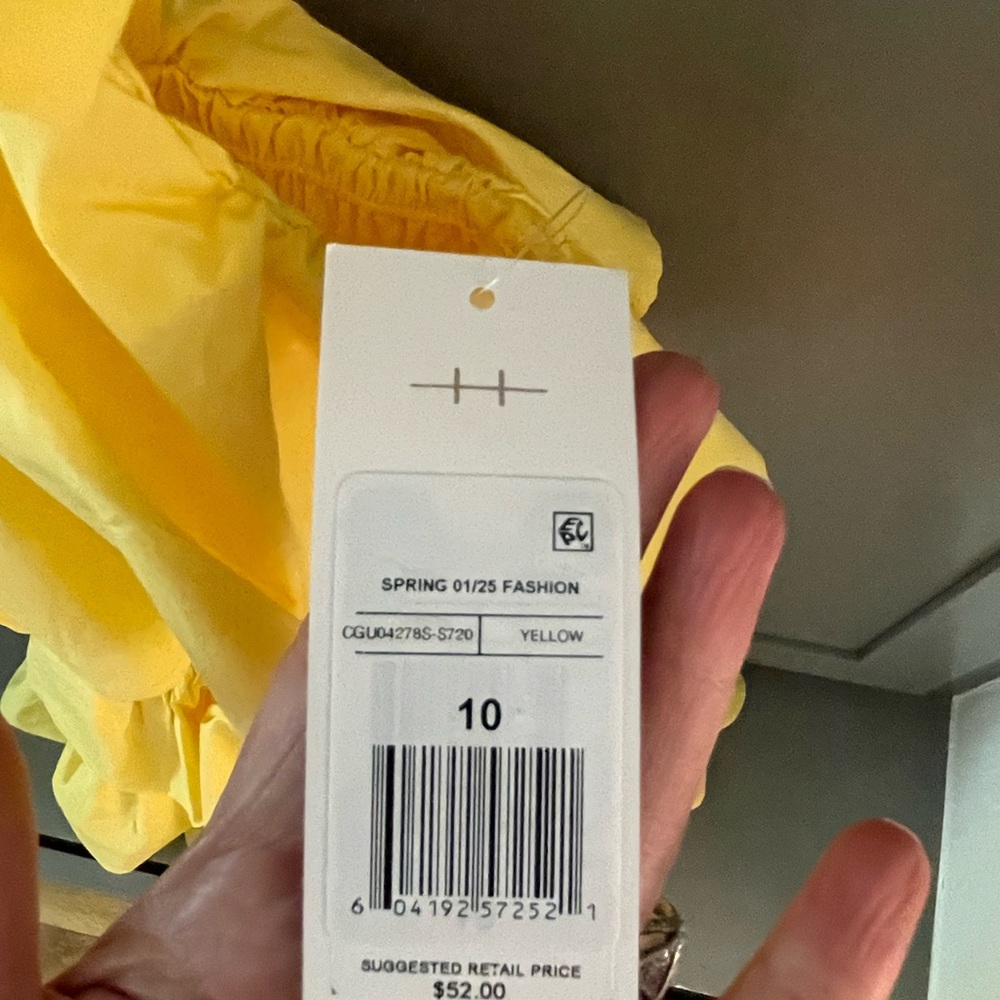 SPRING 01/25 FASHION
CGU04278S-S720 YELLOW
10
6 04192 57252 1
SUGGESTED RETAIL PRICE
$52.00